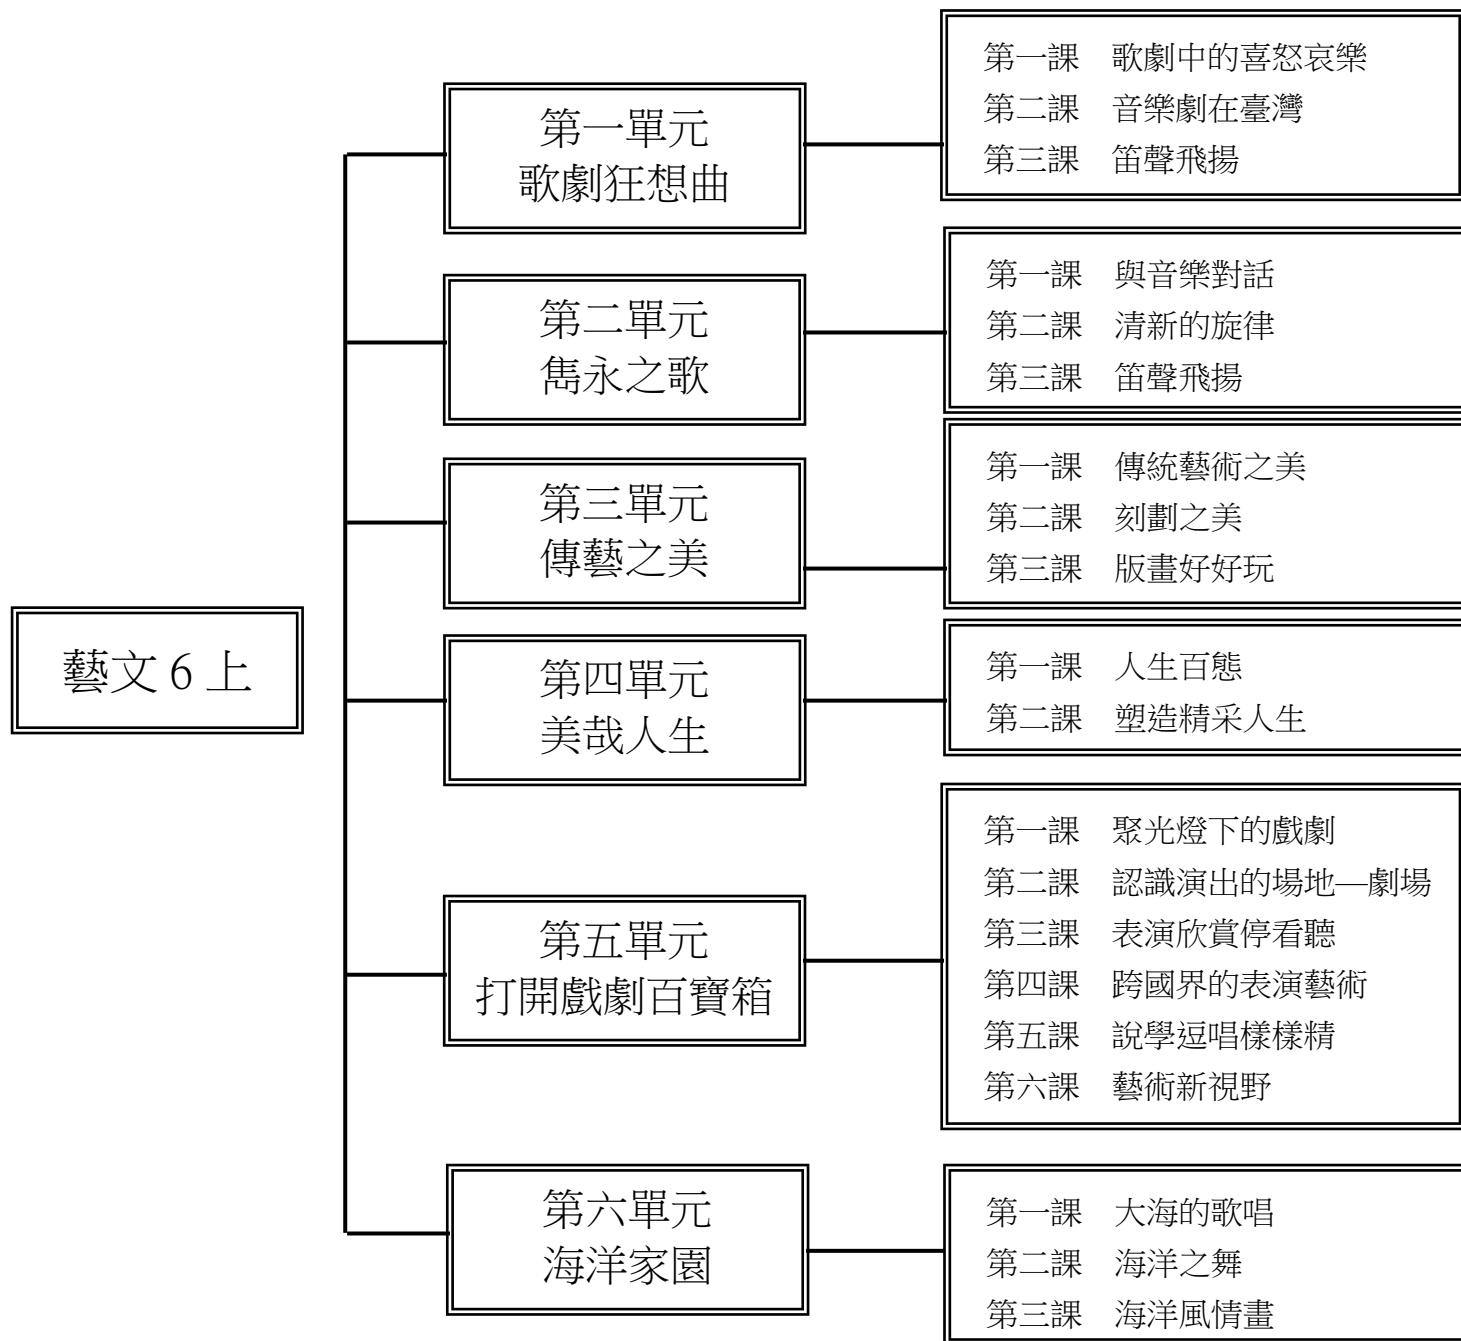 藝文 6 上
第一單元
歌劇狂想曲
第一課　歌劇中的喜怒哀樂
第二課　音樂劇在臺灣
第三課　笛聲飛揚
第二單元
雋永之歌
第一課　與音樂對話
第二課　清新的旋律
第三課　笛聲飛揚
第三單元
傳藝之美
第一課　傳統藝術之美
第二課　刻劃之美
第三課　版畫好好玩
第四單元
美哉人生
第一課　人生百態
第二課　塑造精采人生
第五單元
打開戲劇百寶箱
第一課　聚光燈下的戲劇
第二課　認識演出的場地—劇場
第三課　表演欣賞停看聽
第四課　跨國界的表演藝術
第五課　說學逗唱樣樣精
第六課　藝術新視野
第六單元
海洋家園
第一課　大海的歌唱
第二課　海洋之舞
第三課　海洋風情畫